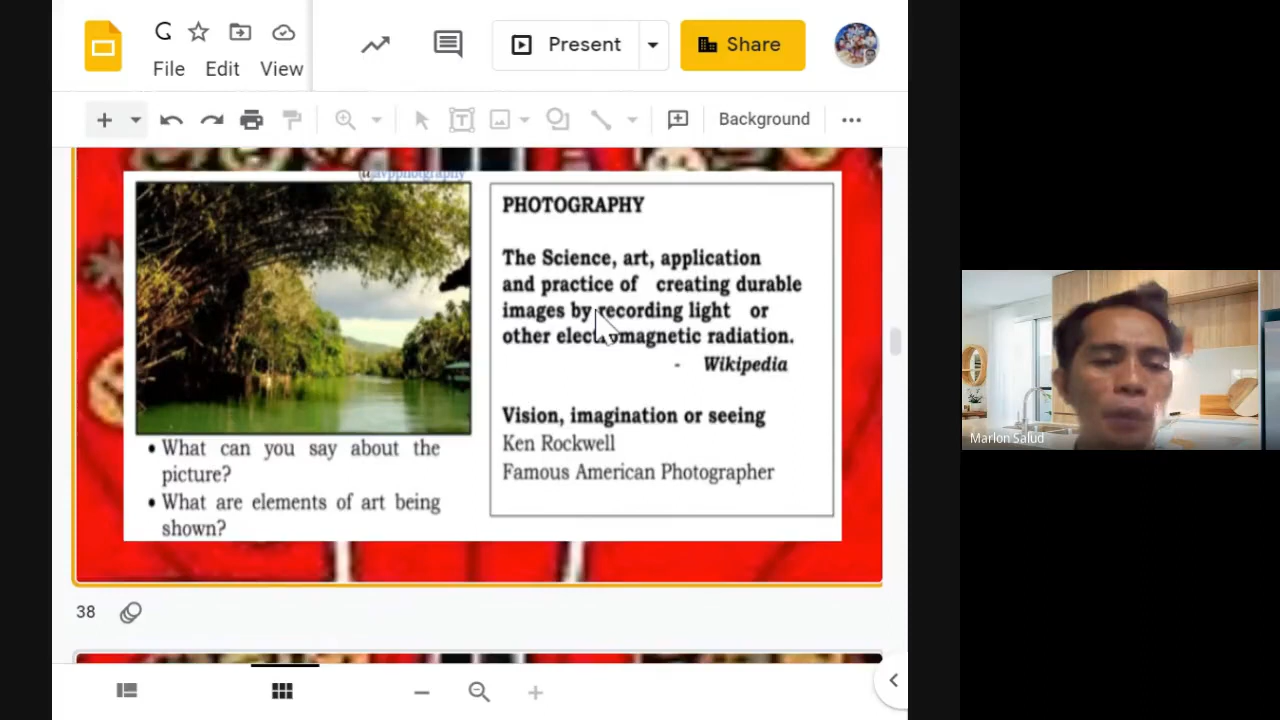 File Edit View
Present
Share
Background
@avpphotography
PHOTOGRAPHY
The Science, art, application
and practice of creating durable
images by recording light or
other electromagnetic radiation.
- Wikipedia
Vision, imagination or seeing
Ken Rockwell
Famous American Photographer
• What can you say about the
picture?
• What are elements of art being
shown?
38
Marlon Salud